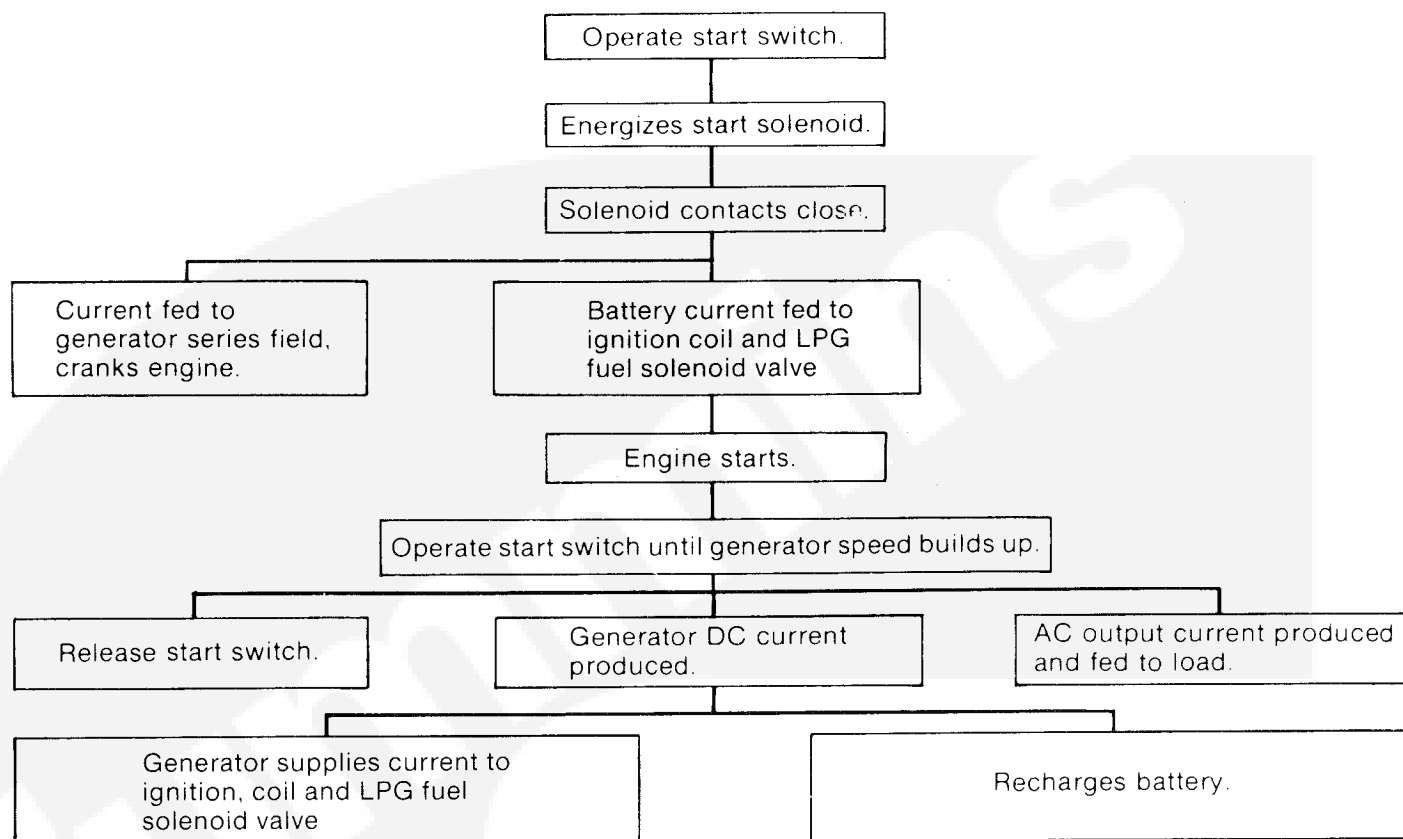 Operate start switch.
Energizes start solenoid.
Solenoid contacts close.
Current fed to
generator series field,
cranks engine.
Battery current fed to
ignition coil and LPG
fuel solenoid valve
Engine starts.
Operate start switch until generator speed builds up.
Release start switch.
Generator DC current
produced.
AC output current produced
and fed to load.
Generator supplies current to
ignition, coil and LPG fuel
solenoid valve
Recharges battery.